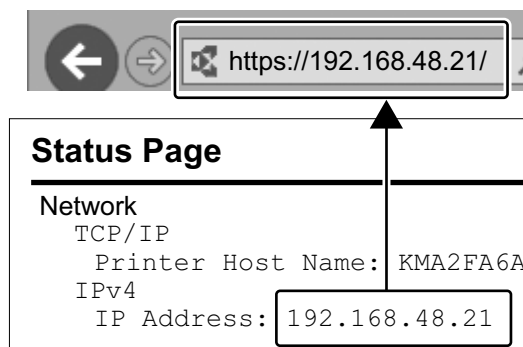 https://192.168.48.21/
Status Page
Network
TCP/IP
Printer Host Name: KMA2FA6A
IPv4
IP Address: 192.168.48.21